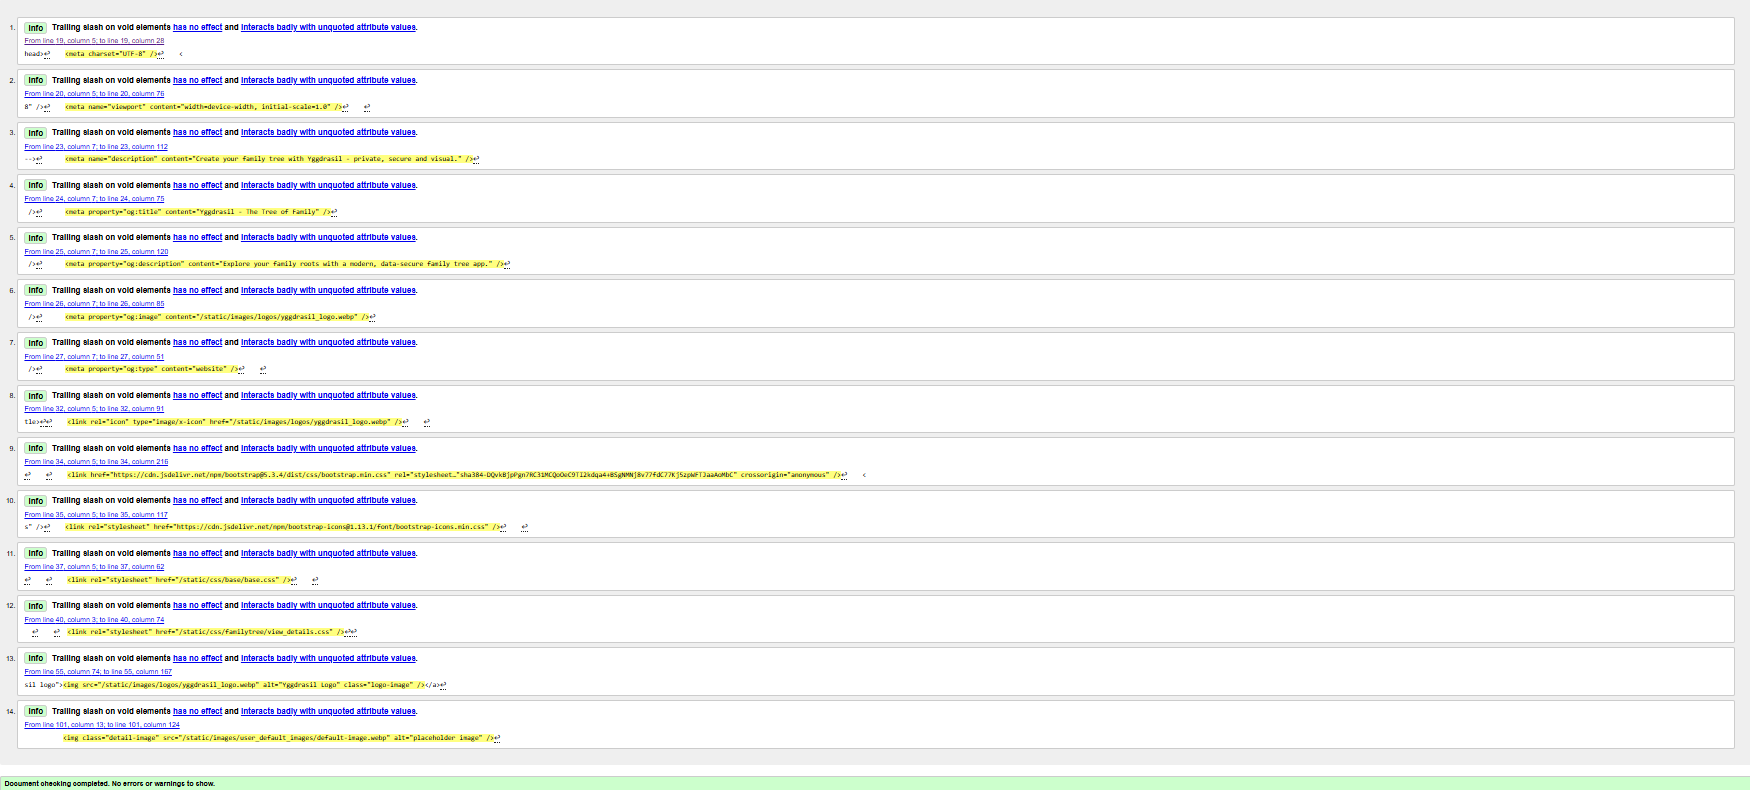 1. Info Trailing slash on void elements has no effect and interacts badly with unquoted attribute values.
From line 19, column 5; to line 19, column 28
head>↩    <meta charset="UTF-8" />↩    <
2. Info Trailing slash on void elements has no effect and interacts badly with unquoted attribute values.
From line 20, column 5; to line 20, column 76
8" />↩    <meta name="viewport" content="width=device-width, initial-scale=1.0" />↩    ↩
3. Info Trailing slash on void elements has no effect and interacts badly with unquoted attribute values.
From line 23, column 7; to line 23, column 112
-->↩      <meta name="description" content="Create your family tree with Yggdrasil - private, secure and visual." />↩
4. Info Trailing slash on void elements has no effect and interacts badly with unquoted attribute values.
From line 24, column 7; to line 24, column 75
/>↩      <meta property="og:title" content="Yggdrasil - The Tree of Family" />↩
5. Info Trailing slash on void elements has no effect and interacts badly with unquoted attribute values.
From line 25, column 7; to line 25, column 120
/>↩      <meta property="og:description" content="Explore your family roots with a modern, data-secure family tree app." />↩
6. Info Trailing slash on void elements has no effect and interacts badly with unquoted attribute values.
From line 26, column 7; to line 26, column 85
/>↩      <meta property="og:image" content="/static/images/logos/yggdrasil_logo.webp" />↩
7. Info Trailing slash on void elements has no effect and interacts badly with unquoted attribute values.
From line 27, column 7; to line 27, column 51
/>↩      <meta property="og:type" content="website" />↩    ↩
8. Info Trailing slash on void elements has no effect and interacts badly with unquoted attribute values.
From line 32, column 5; to line 32, column 91
tle>↩↩    <link rel="icon" type="image/x-icon" href="/static/images/logos/yggdrasil_logo.webp" />↩    ↩
9. Info Trailing slash on void elements has no effect and interacts badly with unquoted attribute values.
From line 34, column 5; to line 34, column 216
↩    ↩    <link href="https://cdn.jsdelivr.net/npm/bootstrap@5.3.4/dist/css/bootstrap.min.css" rel="stylesheet…"sha384-DQvkBjpPgn7RC31MCQoOeC9TI2kdqa4+BSgNMNj8v77fdC77Kj5zpWFTJaaAoMbC" crossorigin="anonymous" />↩    <
10. Info Trailing slash on void elements has no effect and interacts badly with unquoted attribute values.
From line 35, column 5; to line 35, column 117
s" />↩    <link rel="stylesheet" href="https://cdn.jsdelivr.net/npm/bootstrap-icons@1.13.1/font/bootstrap-icons.min.css" />↩    ↩
11. Info Trailing slash on void elements has no effect and interacts badly with unquoted attribute values.
From line 37, column 5; to line 37, column 62
↩    ↩    <link rel="stylesheet" href="/static/css/base/base.css" />↩    ↩
12. Info Trailing slash on void elements has no effect and interacts badly with unquoted attribute values.
From line 40, column 3; to line 40, column 74
↩    ↩  <link rel="stylesheet" href="/static/css/familytree/view_details.css" />↩↩
13. Info Trailing slash on void elements has no effect and interacts badly with unquoted attribute values.
From line 55, column 74; to line 55, column 167
sil logo"><img src="/static/images/logos/yggdrasil_logo.webp" alt="Yggdrasil Logo" class="logo-image" /></a>↩
14. Info Trailing slash on void elements has no effect and interacts badly with unquoted attribute values.
From line 101, column 13; to line 101, column 124
<img class="detail-image" src="/static/images/user_default_images/default-image.webp" alt="placeholder image" />↩
Document checking completed. No errors or warnings to show.